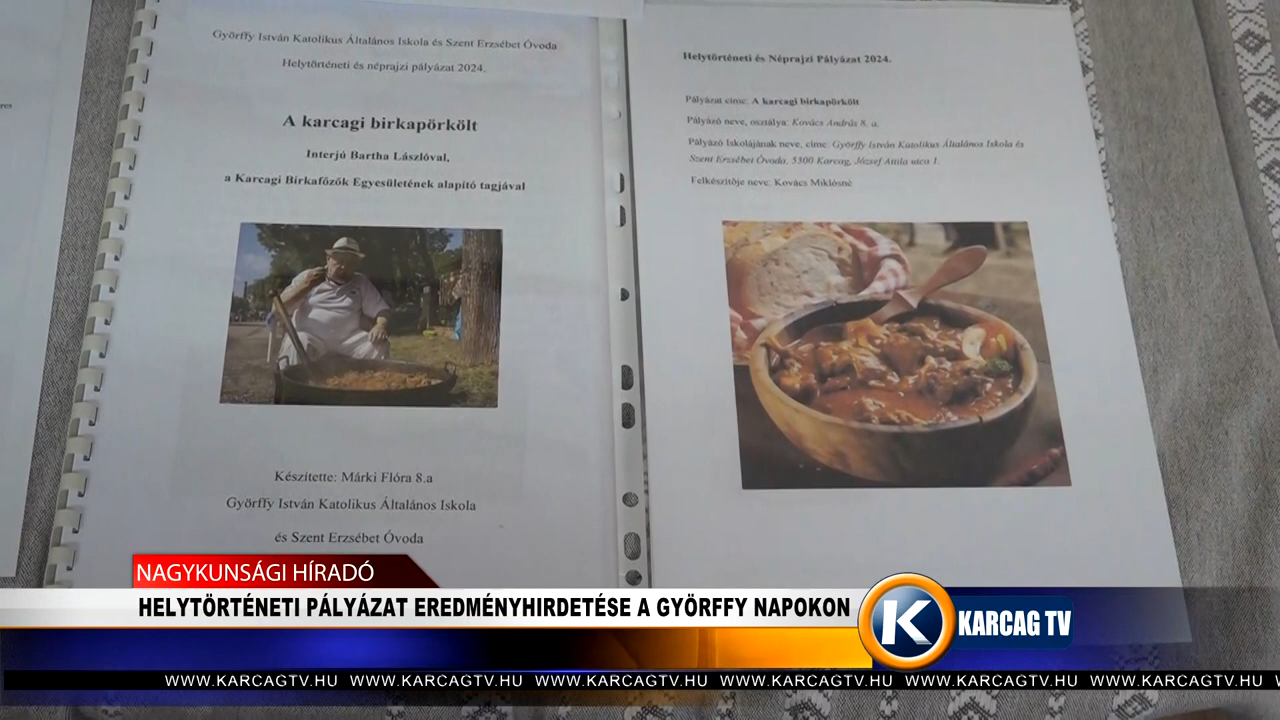 Györffy István Katolikus Általános Iskola és Szent Erzsébet Óvoda
Helytörténeti és néprajzi pályázat 2024.
A karcagi birkapörkölt
Interjú Bartha Lászlóval,
a Karcagi Birkafőzők Egyesületének alapító tagjával
Készítette: Márki Flóra 8.a
Györffy István Katolikus Általános Iskola
és Szent Erzsébet Óvoda
Helytörténeti és Néprajzi Pályázat 2024.
Pályázat címe: A karcagi birkapörkölt
Pályázó neve, osztálya: Kovács András 8. a.
Pályázó Iskolájának neve, címe: Györffy István Katolikus Általános Iskola és
Szent Erzsébet Óvoda, 5300 Karcag, József Attila utca 1.
Felkészítője neve: Kovács Miklósné
NAGYKUNSÁGI HÍRADÓ
HELYTÖRTÉNETI PÁLYÁZAT EREDMÉNYHIRDETÉSE A GYÖRFFY NAPOKON
K KARCAG TV
WWW.KARCAGTV.HU WWW.KARCAGTV.HU WWW.KARCAGTV.HU WWW.KARCAGTV.HU WWW.KARCAGTV.HU WWW.KARCAGTV.HU W